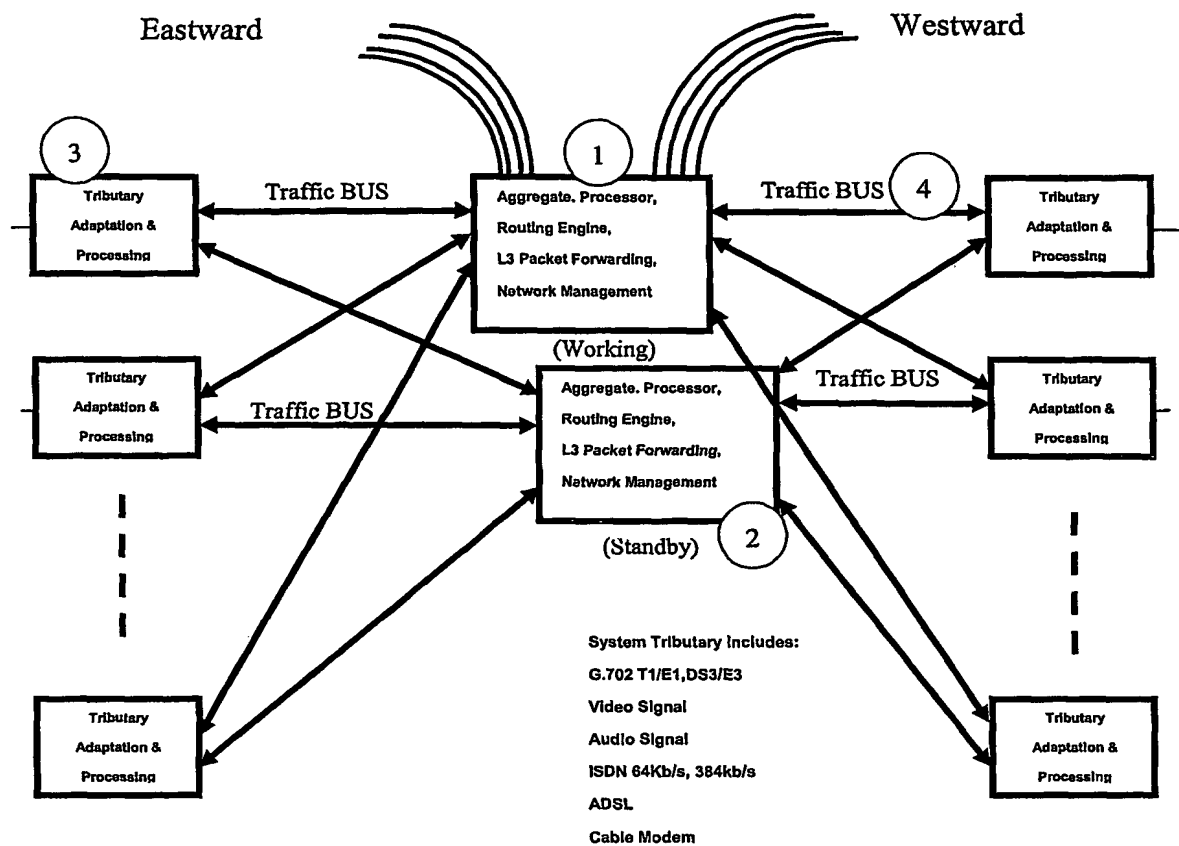 Eastward
Westward
3
1
4
Tributary
Adaptation &
Processing
Traffic BUS
Aggregate. Processor,
Routing Engine,
L3 Packet Forwarding,
Network Management
(Working)
Traffic BUS
Tributary
Adaptation &
Processing
Tributary
Adaptation &
Processing
Traffic BUS
Aggregate. Processor,
Routing Engine,
L3 Packet Forwarding,
Network Management
2
(Standby)
Traffic BUS
Tributary
Adaptation &
Processing
Tributary
Adaptation &
Processing
System Tributary Includes:
G.702 T1/E1,DS3/E3
Video Signal
Audio Signal
ISDN 64Kb/s, 384kb/s
ADSL
Cable Modem
Tributary
Adaptation &
Processing